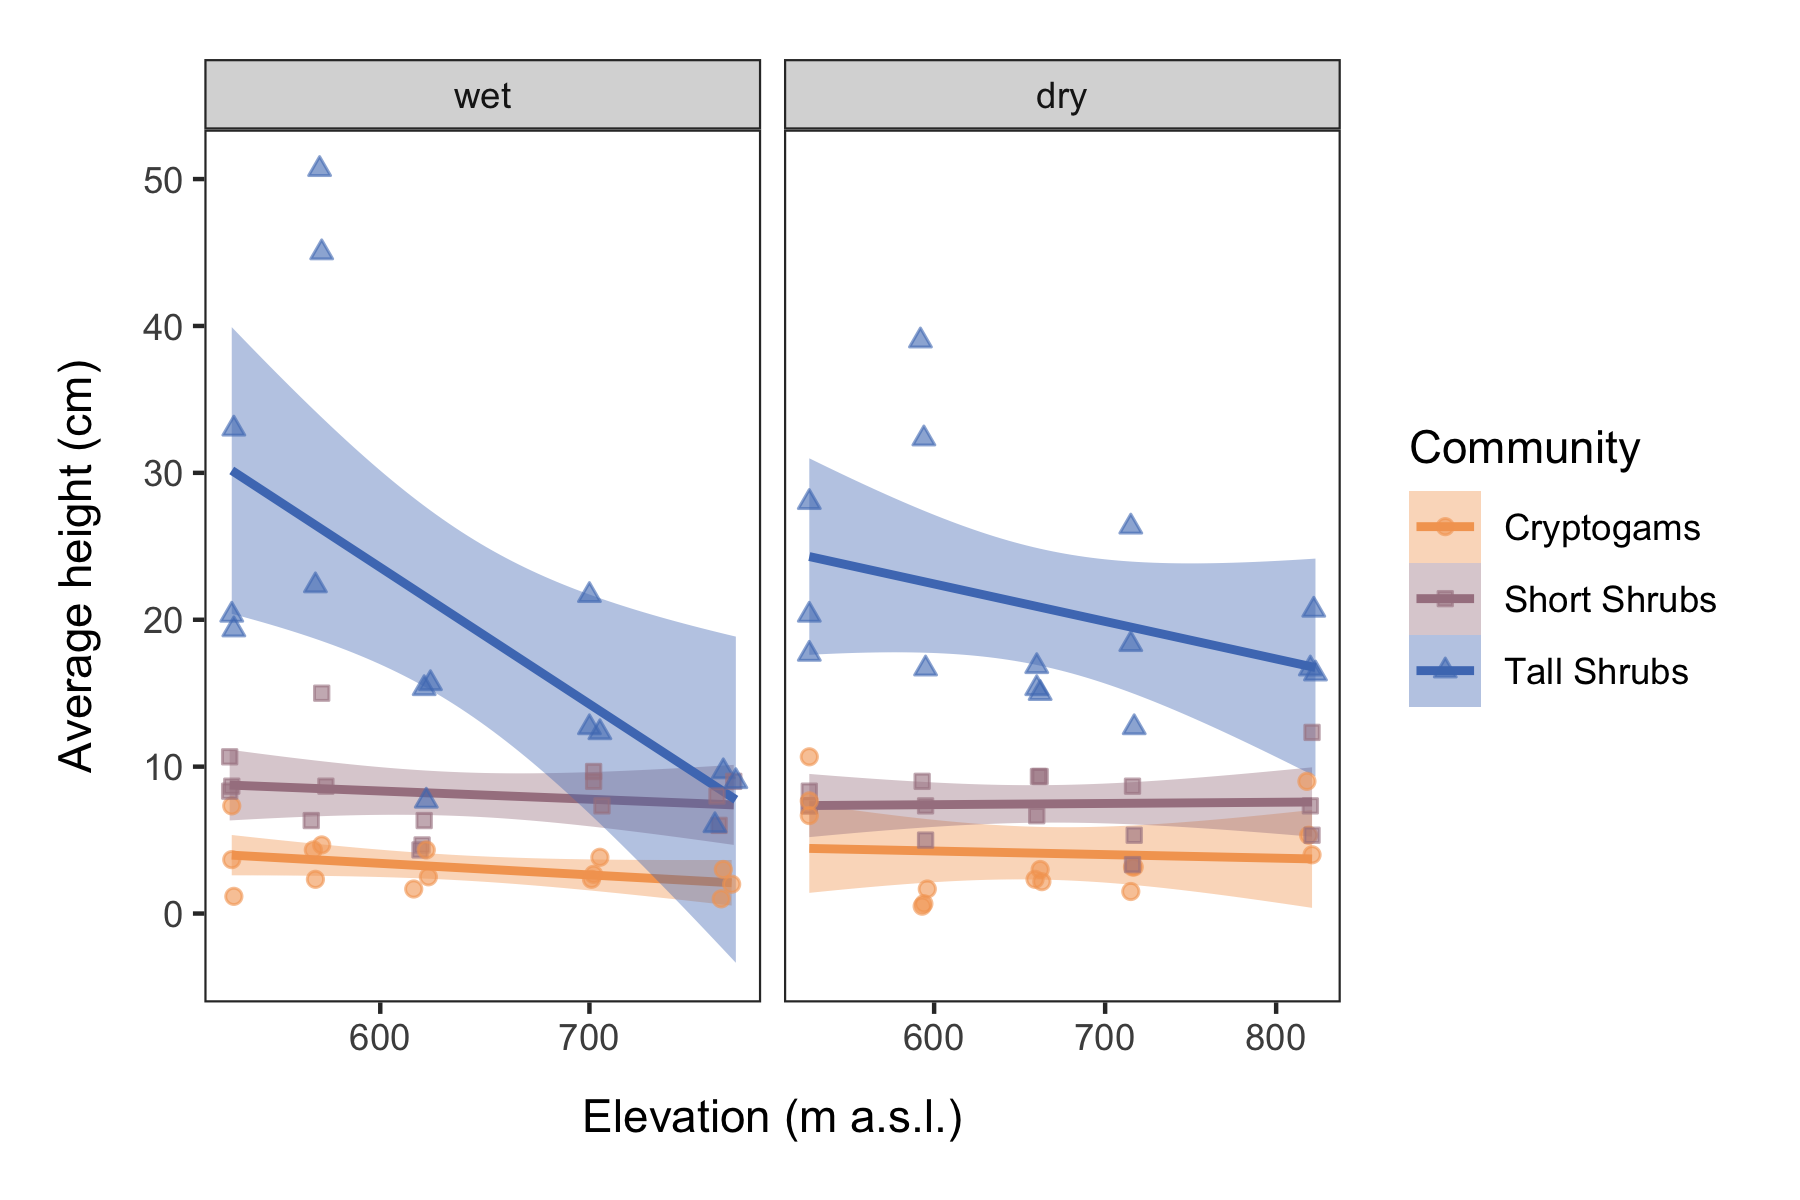 wet
dry
50
40
30
20
10
0
Average height (cm)
600
700
600
700
800
Elevation (m a.s.l.)
Community
Cryptogams
Short Shrubs
Tall Shrubs